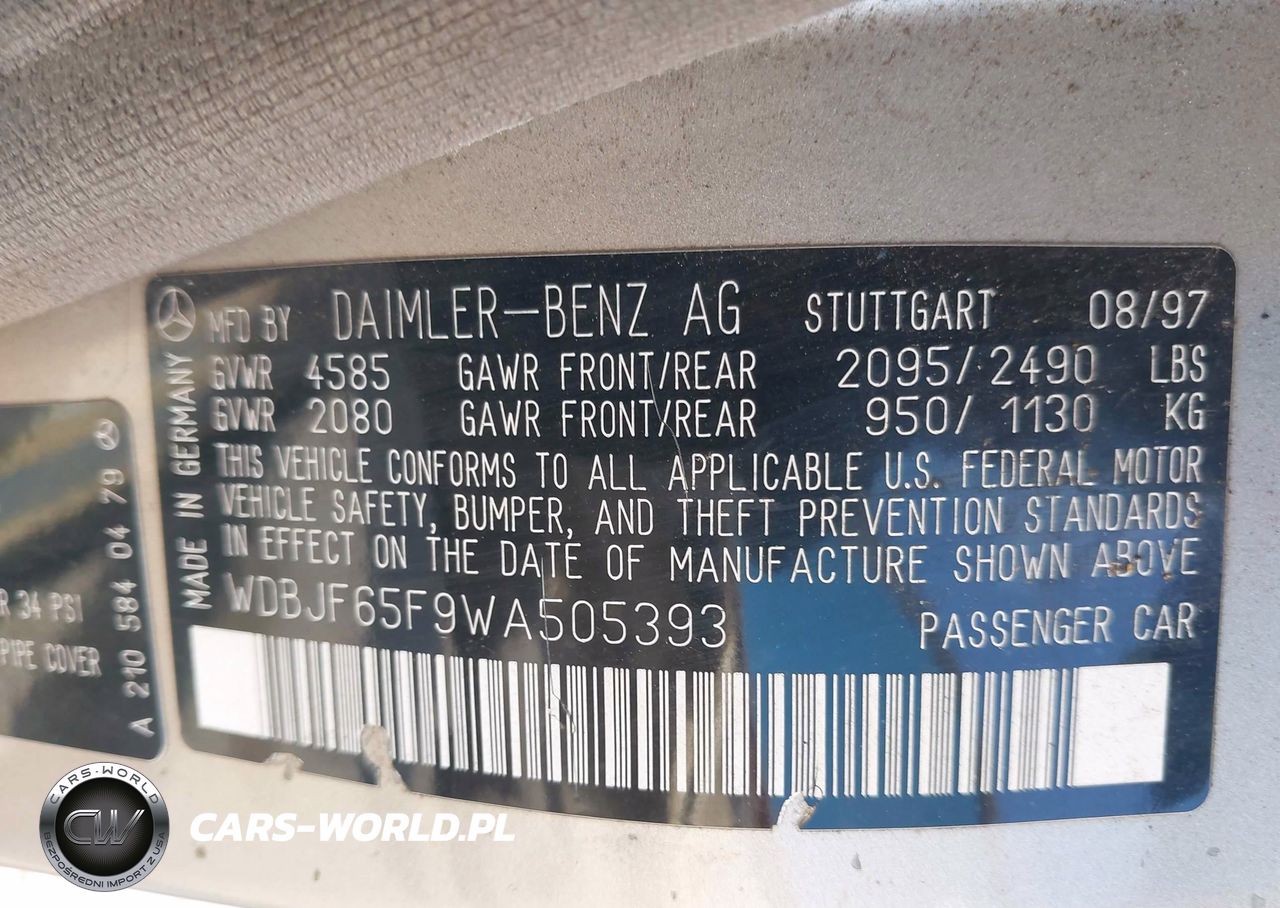 MFD BY DAIMLER-BENZ AG STUTTGART 08/97
GVWR 4585 GAWR FRONT/REAR 2095/2490 LBS
GVWR 2080 GAWR FRONT/REAR 950/1130 KG
THIS VEHICLE CONFORMS TO ALL APPLICABLE U.S. FEDERAL MOTOR
VEHICLE SAFETY, BUMPER, AND THEFT PREVENTION STANDARDS
IN EFFECT ON THE DATE OF MANUFACTURE SHOWN ABOVE
WDBJF65F9WA505393 PASSENGER CAR
MADE IN GERMANY
R 34 PSI
PIPE COVER
A 210 584 04 79
CARS-WORLD
CW
BEZPOŚREDNI IMPORT Z USA
CARS-WORLD.PL